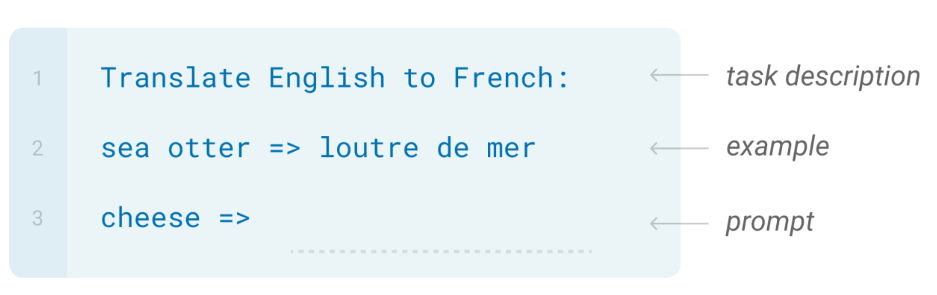 1 Translate English to French: task description
2 sea otter => loutre de mer example
3 cheese => prompt